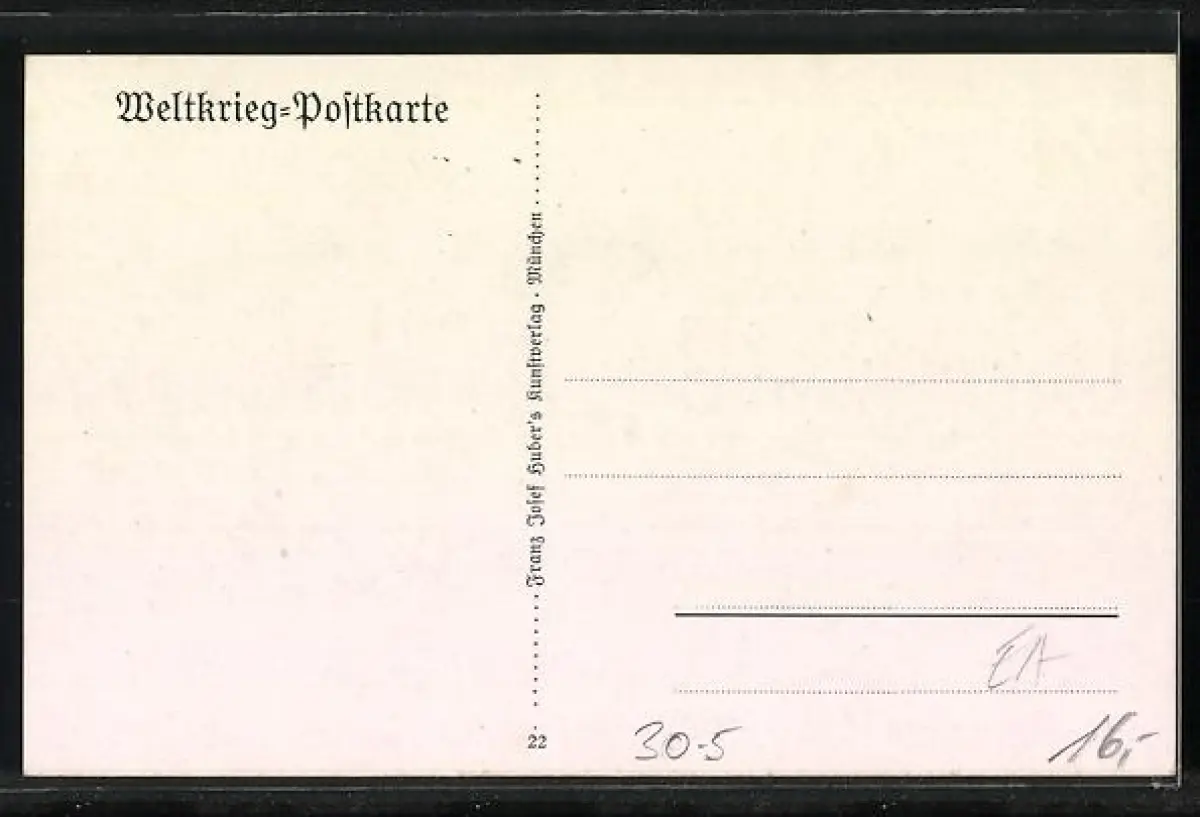 Weltkrieg=Postkarte
Franz Josef Huber's Kunstverlag · München
22
EA
30-5
16,-